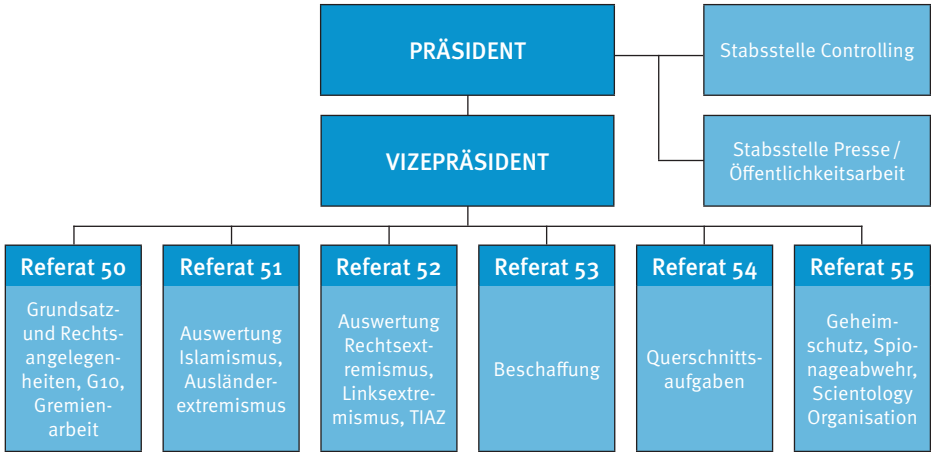 PRÄSIDENT
Stabsstelle Controlling
VIZEPRÄSIDENT
Stabsstelle Presse /
Öffentlichkeitsarbeit
Referat 50
Grundsatz-
und Rechts-
angelegen-
heiten, G10,
Gremien-
arbeit
Referat 51
Auswertung
Islamismus,
Ausländer-
extremismus
Referat 52
Auswertung
Rechtsext-
remismus,
Linksextre-
mismus, TIAZ
Referat 53
Beschaffung
Referat 54
Querschnitts-
aufgaben
Referat 55
Geheim-
schutz, Spio-
nageabwehr,
Scientology
Organisation